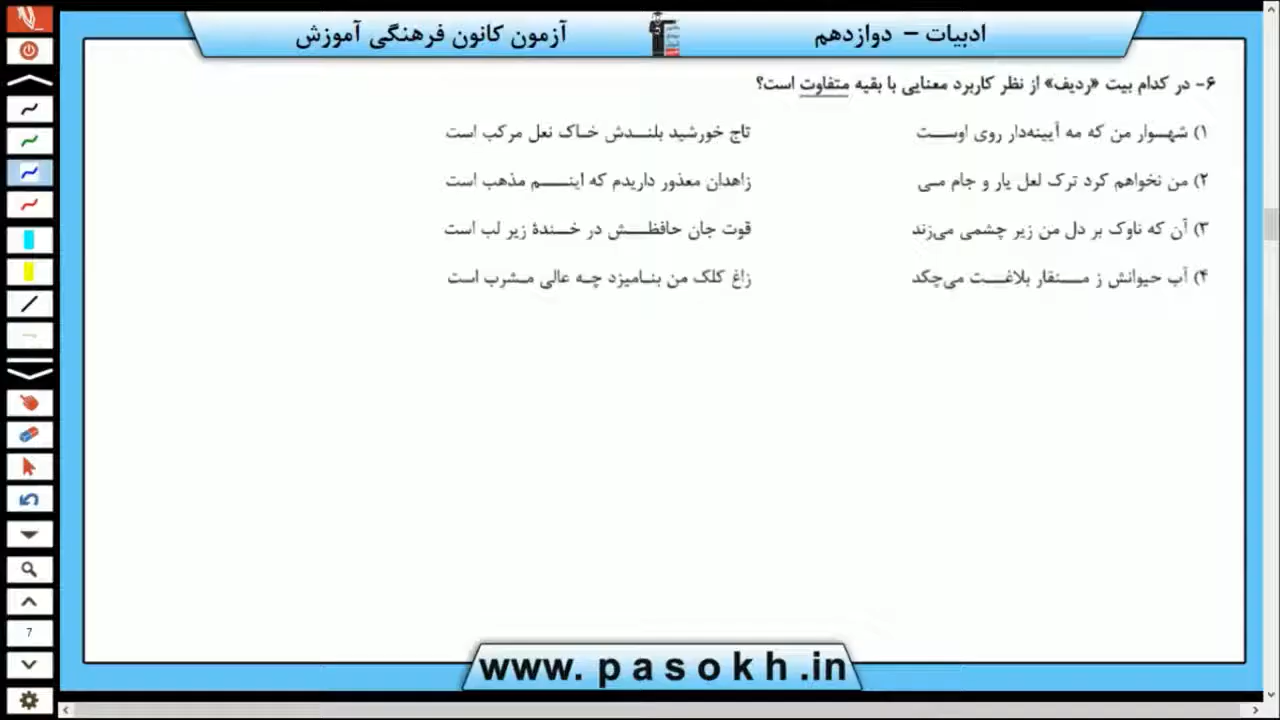 ادبیات – دوازدهم
آزمون کانون فرهنگی آموزش
۶- در کدام بیت «ردیف» از نظر کاربرد معنایی با بقیه متفاوت است؟
۱) شهسوار من که مه آیینه‌دار روی اوست تاج خورشید بلندش خاک نعل مرکب است
۲) من نخواهم کرد ترک لعل یار و جام می زاهدان معذور داریدم که اینم مذهب است
۳) آن که ناوک بر دل من زیر چشمی می‌زند قوت جان حافظش در خندهٔ زیر لب است
۴) آب حیوانش ز منقار بلاغت می‌چکد زاغ کلک من بنامیزد چه عالی مشرب است
7
www.pasokh.in